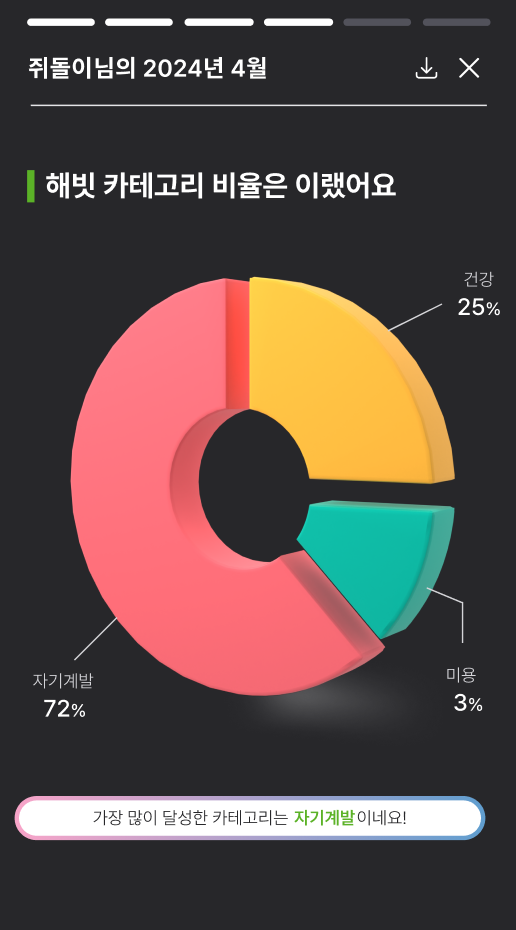 쥐돌이님의 2024년 4월
해빗 카테고리 비율은 이랬어요
건강
25%
자기계발
72%
미용
3%
가장 많이 달성한 카테고리는 자기계발이네요!